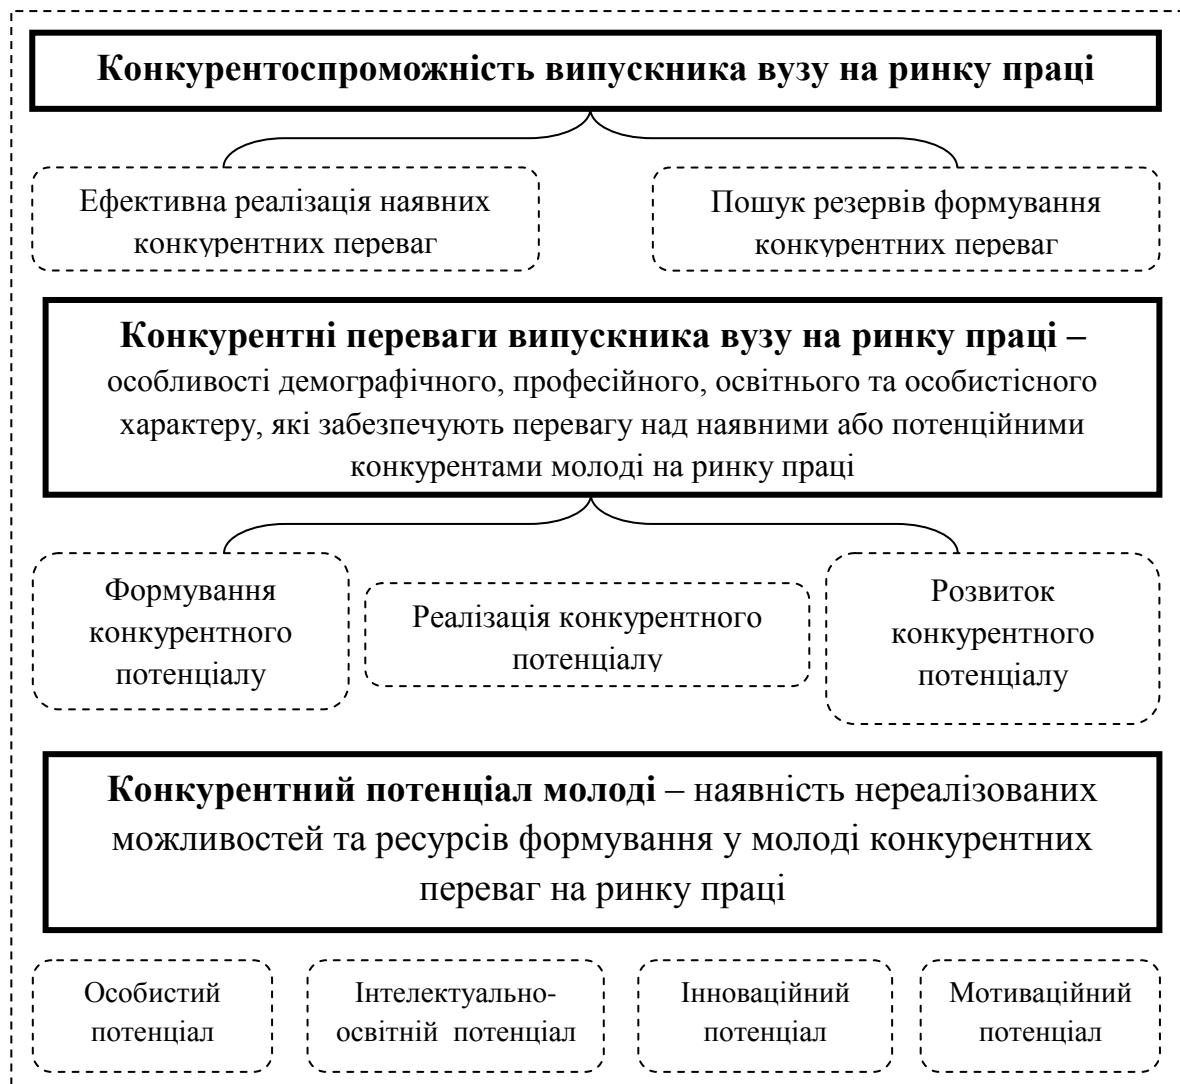 Конкурентоспроможність випускника вузу на ринку праці
Ефективна реалізація наявних
конкурентних переваг
Пошук резервів формування
конкурентних переваг
Конкурентні переваги випускника вузу на ринку праці –
особливості демографічного, професійного, освітнього та особистісного
характеру, які забезпечують перевагу над наявними або потенційними
конкурентами молоді на ринку праці
Формування
конкурентного
потенціалу
Реалізація конкурентного
потенціалу
Розвиток
конкурентного
потенціалу
Конкурентний потенціал молоді – наявність нереалізованих
можливостей та ресурсів формування у молоді конкурентних
переваг на ринку праці
Особистий
потенціал
Інтелектуально-
освітній потенціал
Інноваційний
потенціал
Мотиваційний
потенціал